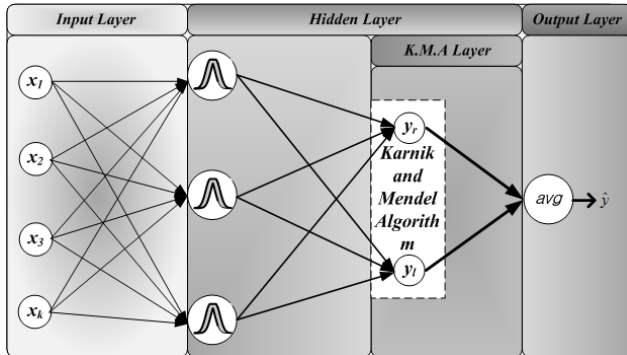 Input Layer
Hidden Layer
Output Layer
K.M.A Layer
x1
x2
x3
xk
yr
Karnik
and
Mendel
Algorith
m
yl
avg
ŷ